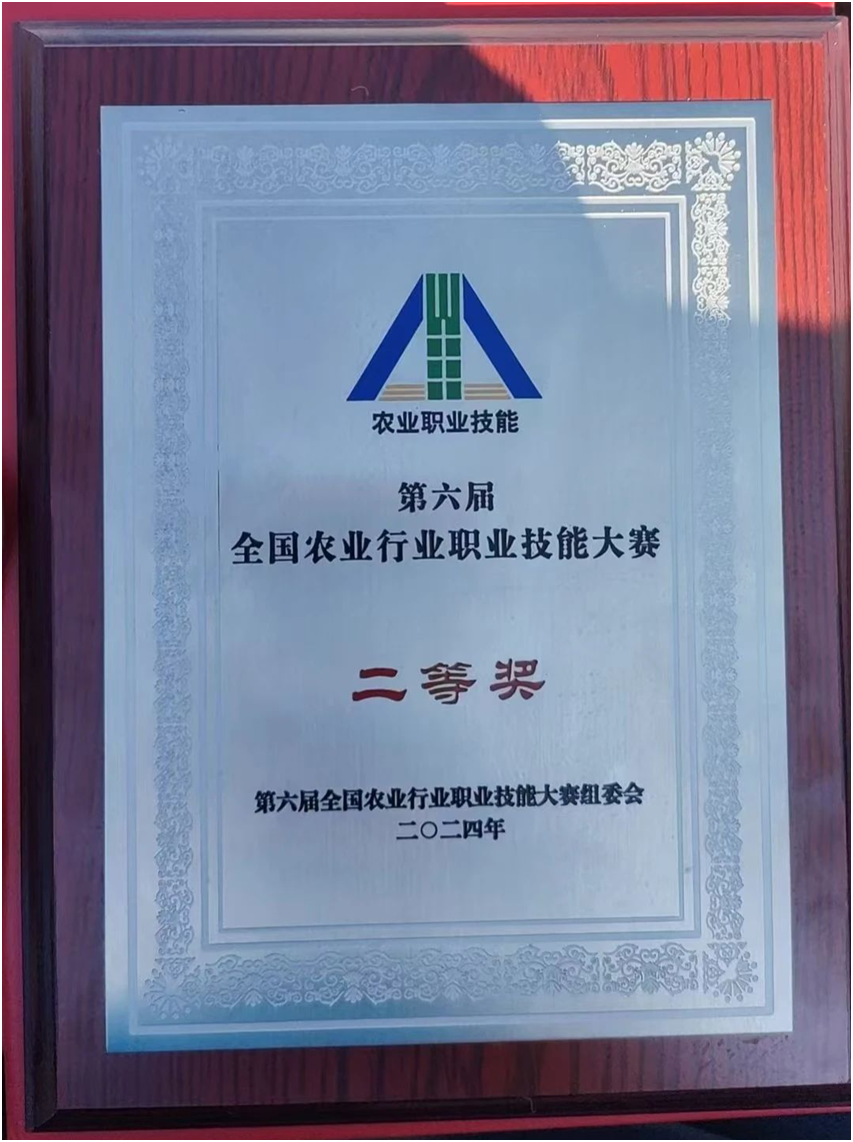 农业职业技能
第六届
全国农业行业职业技能大赛
二等奖
第六届全国农业行业职业技能大赛组委会
二〇二四年